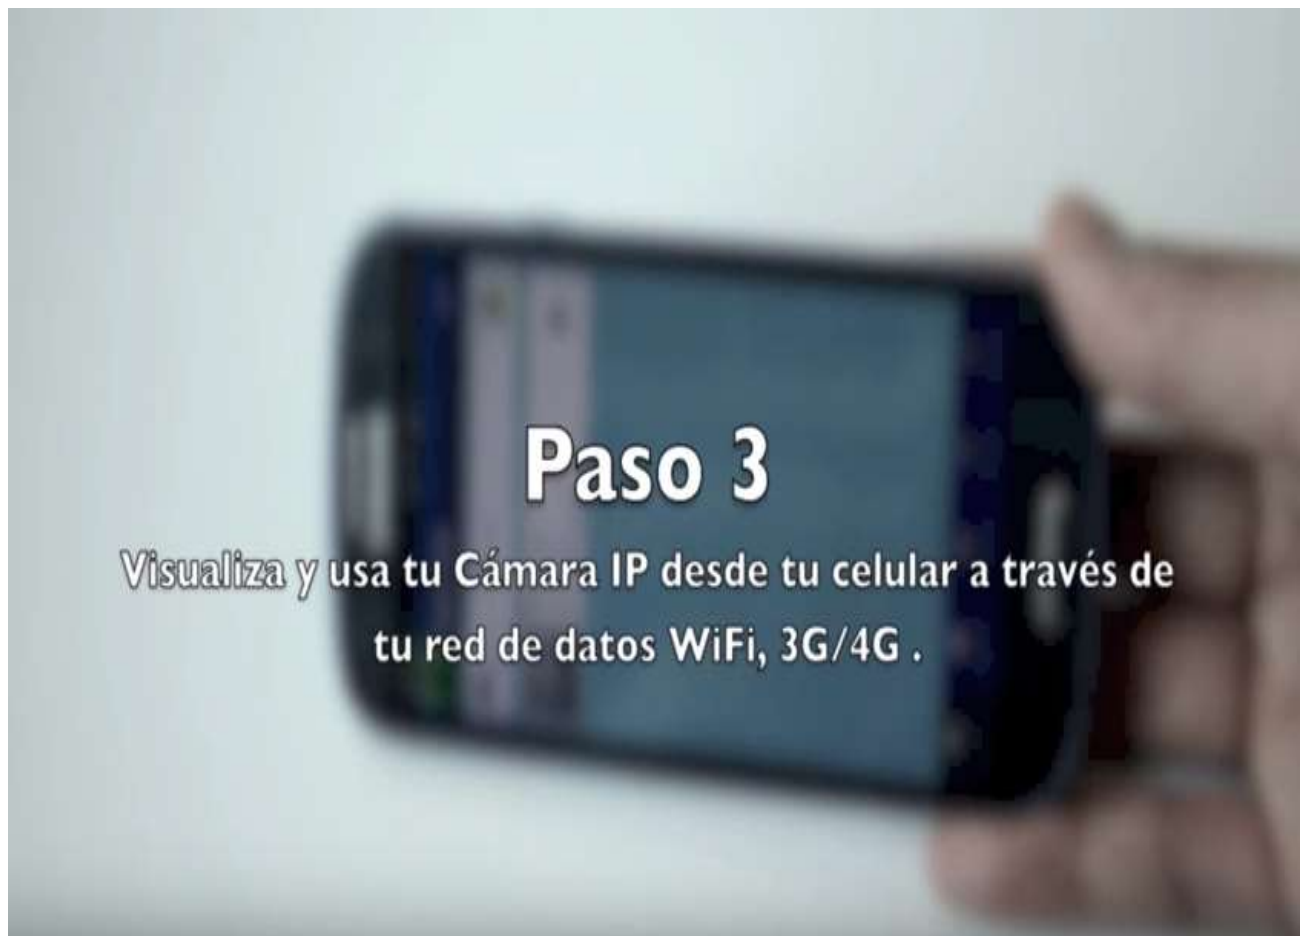 Paso 3
Visualiza y usa tu Cámara IP desde tu celular a través de
tu red de datos WiFi, 3G/4G .